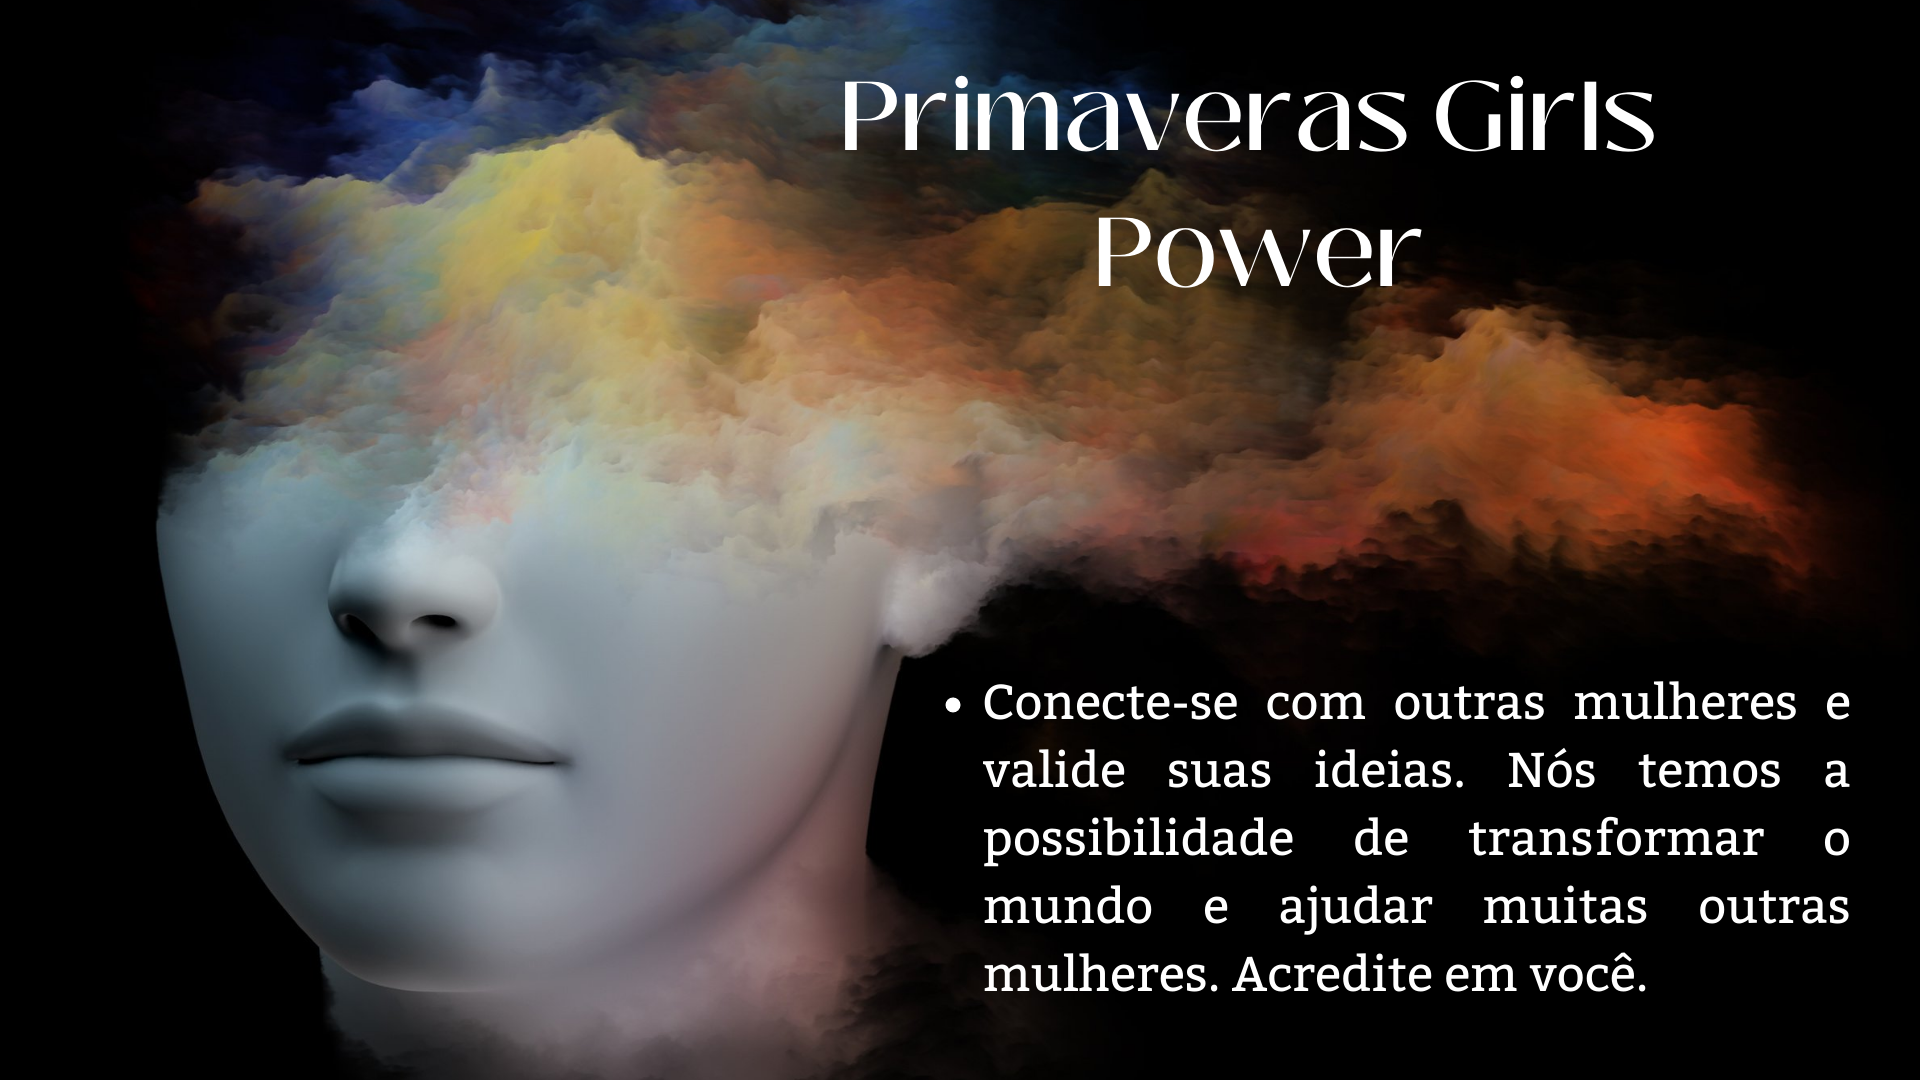 Primaveras Girls
Power
• Conecte-se com outras mulheres e
valide suas ideias. Nós temos a
possibilidade de transformar o
mundo e ajudar muitas outras
mulheres. Acredite em você.